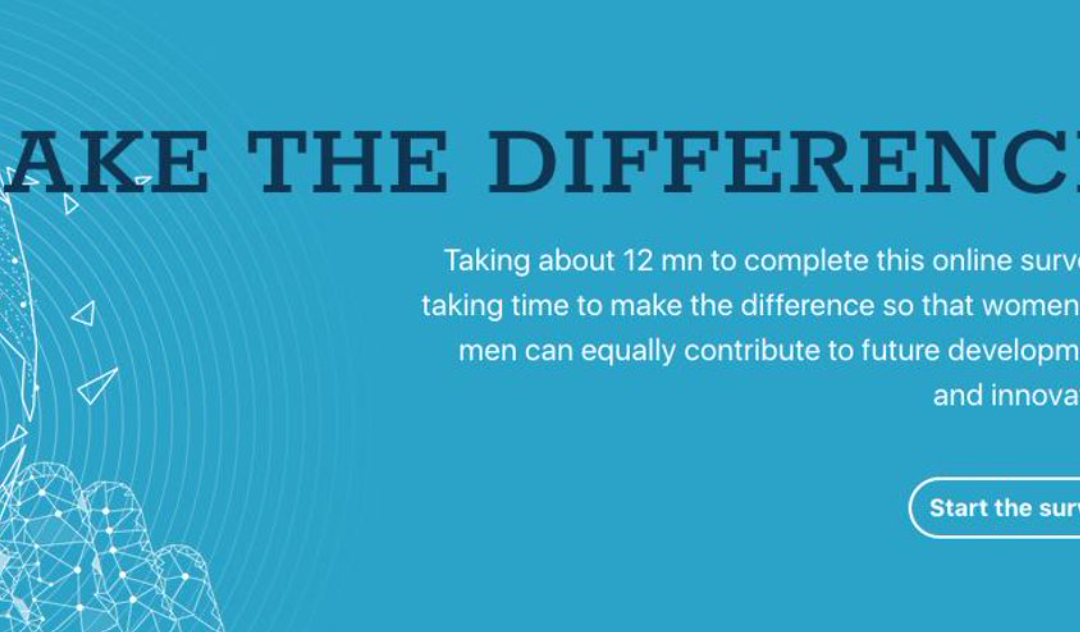 AKE THE DIFFERENC
Taking about 12 mn to complete this online surve
taking time to make the difference so that women
men can equally contribute to future developm
and innova
Start the surv